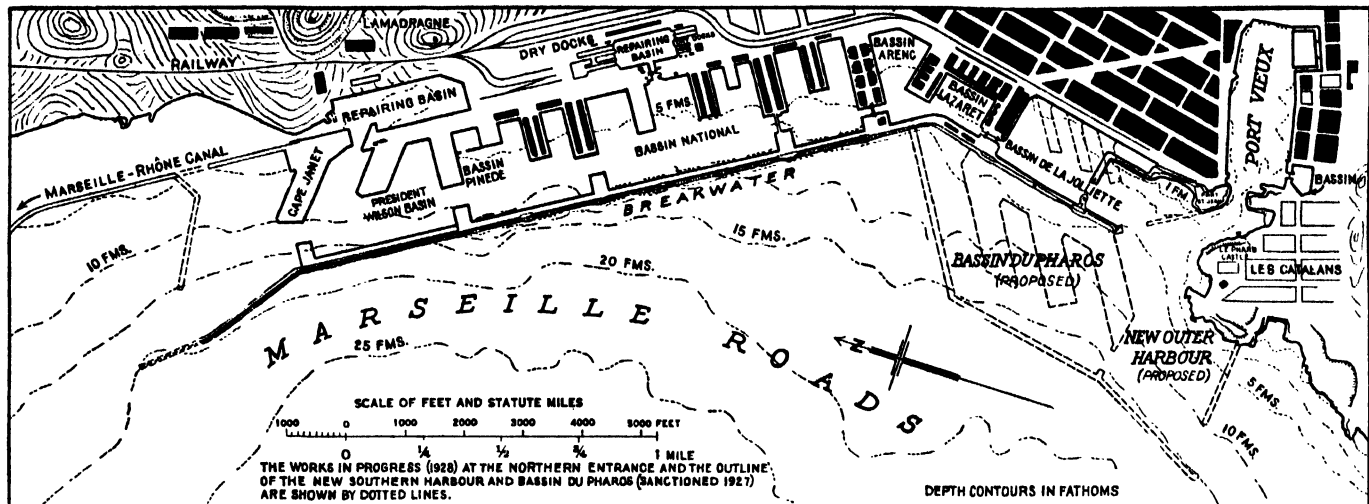 LAMADRAGNE
RAILWAY
DRY DOCKS
REPAIRING
BASIN
DRY DOCKS
BASSIN
ARENC
BASSIN
LAZARET
PORT VIEUX
REPAIRING BASIN
5 FMS.
BASSIN NATIONAL
BASSIN
PINEDE
MARSEILLE-RHÔNE CANAL
CAPE JANET
PRESIDENT
WILSON BASIN
BREAKWATER
BASSIN DE LA JOLIETTE
1 FM.
BASSIN
10 FMS.
15 FMS.
20 FMS.
25 FMS.
BASSIN DU PHAROS
(PROPOSED)
LE PHARO
LES CATALANS
MARSEILLE ROADS
N
NEW OUTER
HARBOUR
(PROPOSED)
5 FMS.
10 FMS.
SCALE OF FEET AND STATUTE MILES
1000 0 1000 2000 3000 4000 5000 FEET
0 ¼ ½ ¾ 1 MILE
THE WORKS IN PROGRESS (1928) AT THE NORTHERN ENTRANCE AND THE OUTLINE
OF THE NEW SOUTHERN HARBOUR AND BASSIN DU PHAROS (SANCTIONED 1927)
ARE SHOWN BY DOTTED LINES.
DEPTH CONTOURS IN FATHOMS